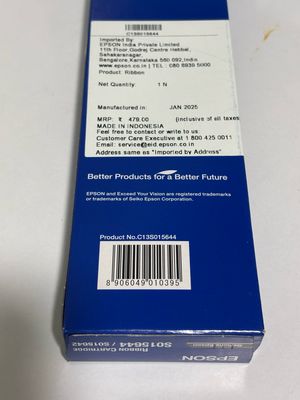 C13S015644
Imported By:
EPSON India Private Limited
11th Floor,Godrej Centre Hebbal,
Sahakaranagar,
Bangalore,Karnataka 560 092,India
www.epson.co.in | TEL : 080 6939 5000
Product: Ribbon
Net Quantity: 1 N
Manufactured in: JAN 2025
MRP: ₹ 479.00 (inclusive of all taxes
MADE IN INDONESIA
Feel free to contact or write to us:
Customer Care Executive at 1 800 425 0011
Email: service@eid.epson.co.in
Address same as "Imported by Address"
Better Products for a Better Future
EPSON and Exceed Your Vision are registered trademarks
or trademarks of Seiko Epson Corporation.
Product No.C13S015644
8 906049 010395
EPSON
Ribbon Cartridge
S015644 / S015642